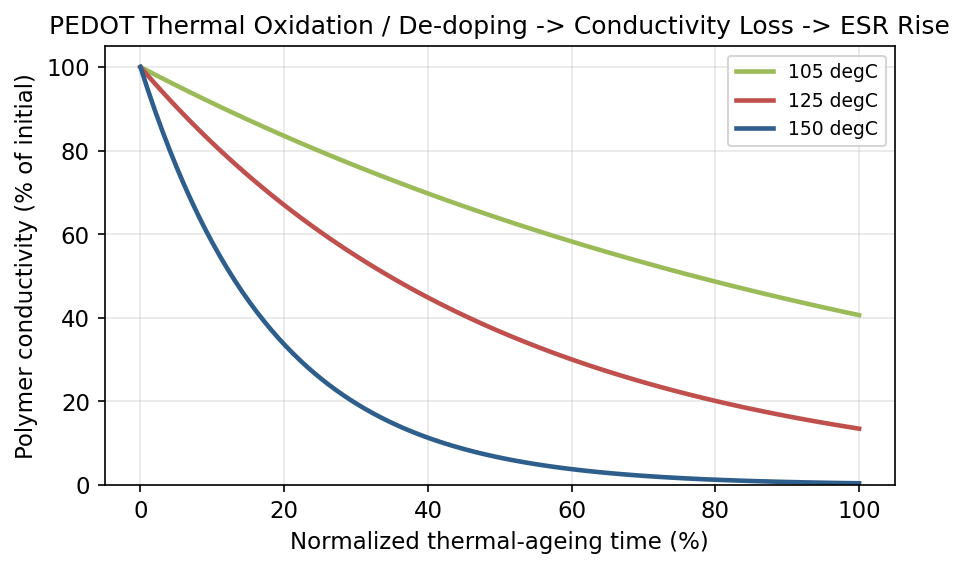 PEDOT Thermal Oxidation / De-doping -> Conductivity Loss -> ESR Rise
Polymer conductivity (% of initial)
100
80
60
40
20
0
105 degC
125 degC
150 degC
0 20 40 60 80 100
Normalized thermal-ageing time (%)